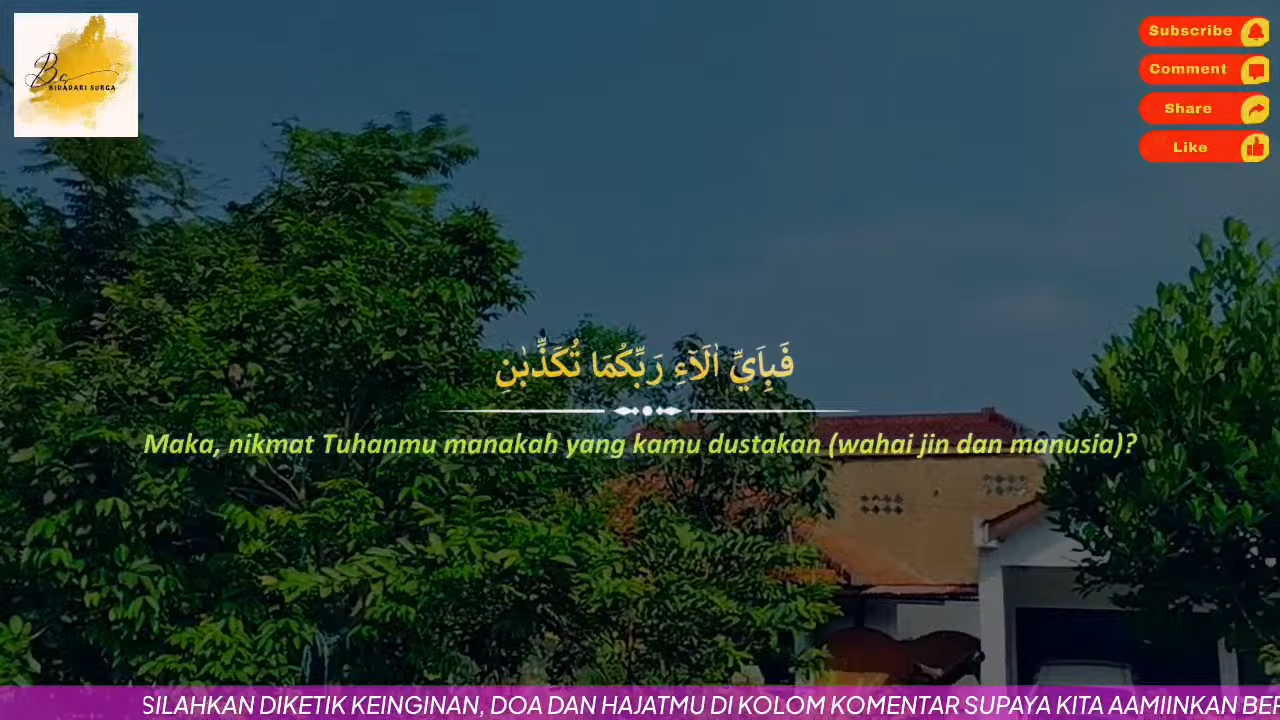 Bs
BIDADARI SURGA
Subscribe
Comment
Share
Like
فَبِاَيِّ اٰلَاۤءِ رَبِّكُمَا تُكَذِّبٰنِ
Maka, nikmat Tuhanmu manakah yang kamu dustakan (wahai jin dan manusia)?
SILAHKAN DIKETIK KEINGINAN, DOA DAN HAJATMU DI KOLOM KOMENTAR SUPAYA KITA AAMIINKAN